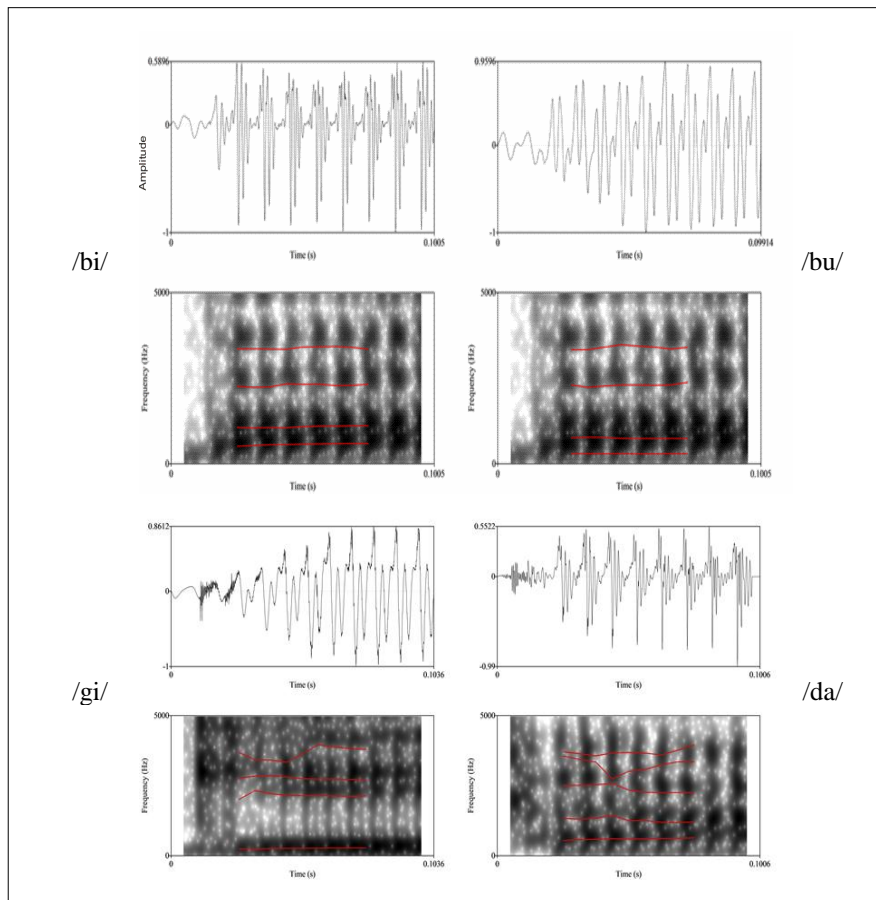 0.5896
0
-1
Amplitude
0
0.1005
Time (s)
0.9596
0
-1
0
0.09914
Time (s)
/bi/
/bu/
5000
0
Frequency (Hz)
0
0.1005
Time (s)
5000
0
Frequency (Hz)
0
0.1005
Time (s)
0.8612
0
-1
0
0.1036
Time (s)
0.5522
0
-0.99
0
0.1006
Time (s)
/gi/
/da/
5000
0
Frequency (Hz)
0
0.1036
Time (s)
5000
0
Frequency (Hz)
0
0.1006
Time (s)